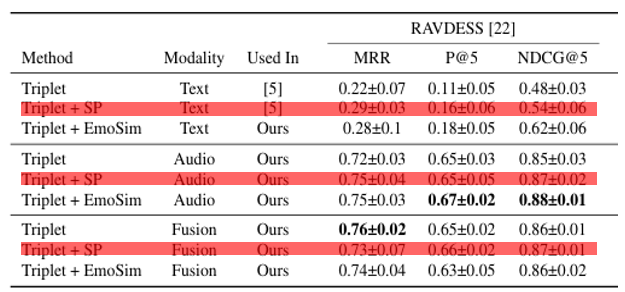 RAVDESS [22]
Method Modality Used In MRR P@5 NDCG@5
Triplet Text [5] 0.22±0.07 0.11±0.05 0.48±0.03
Triplet + SP Text [5] 0.29±0.03 0.16±0.06 0.54±0.06
Triplet + EmoSim Text Ours 0.28±0.1 0.18±0.05 0.62±0.06
Triplet Audio Ours 0.72±0.03 0.65±0.03 0.85±0.03
Triplet + SP Audio Ours 0.75±0.04 0.65±0.05 0.87±0.02
Triplet + EmoSim Audio Ours 0.75±0.03 0.67±0.02 0.88±0.01
Triplet Fusion Ours 0.76±0.02 0.65±0.02 0.86±0.01
Triplet + SP Fusion Ours 0.73±0.07 0.66±0.02 0.87±0.01
Triplet + EmoSim Fusion Ours 0.74±0.04 0.63±0.05 0.86±0.02